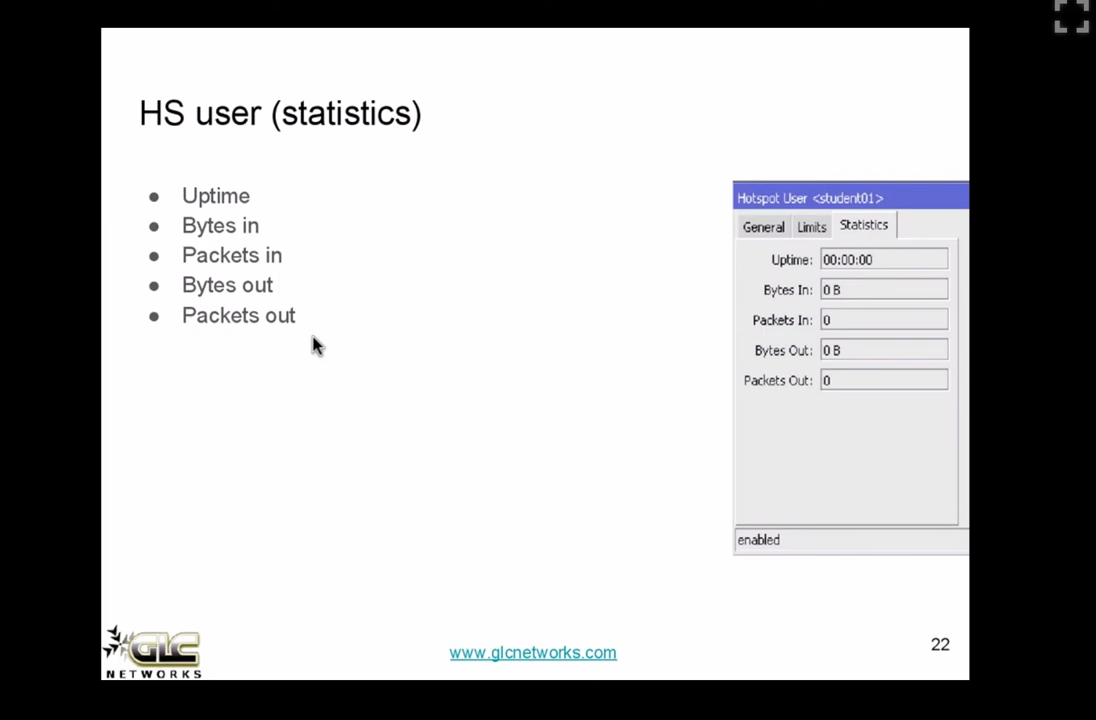 HS user (statistics)
● Uptime
● Bytes in
● Packets in
● Bytes out
● Packets out
Hotspot User <student01>
General Limits Statistics
Uptime: 00:00:00
Bytes In: 0 B
Packets In: 0
Bytes Out: 0 B
Packets Out: 0
enabled
GLC
NETWORKS
www.glcnetworks.com
22